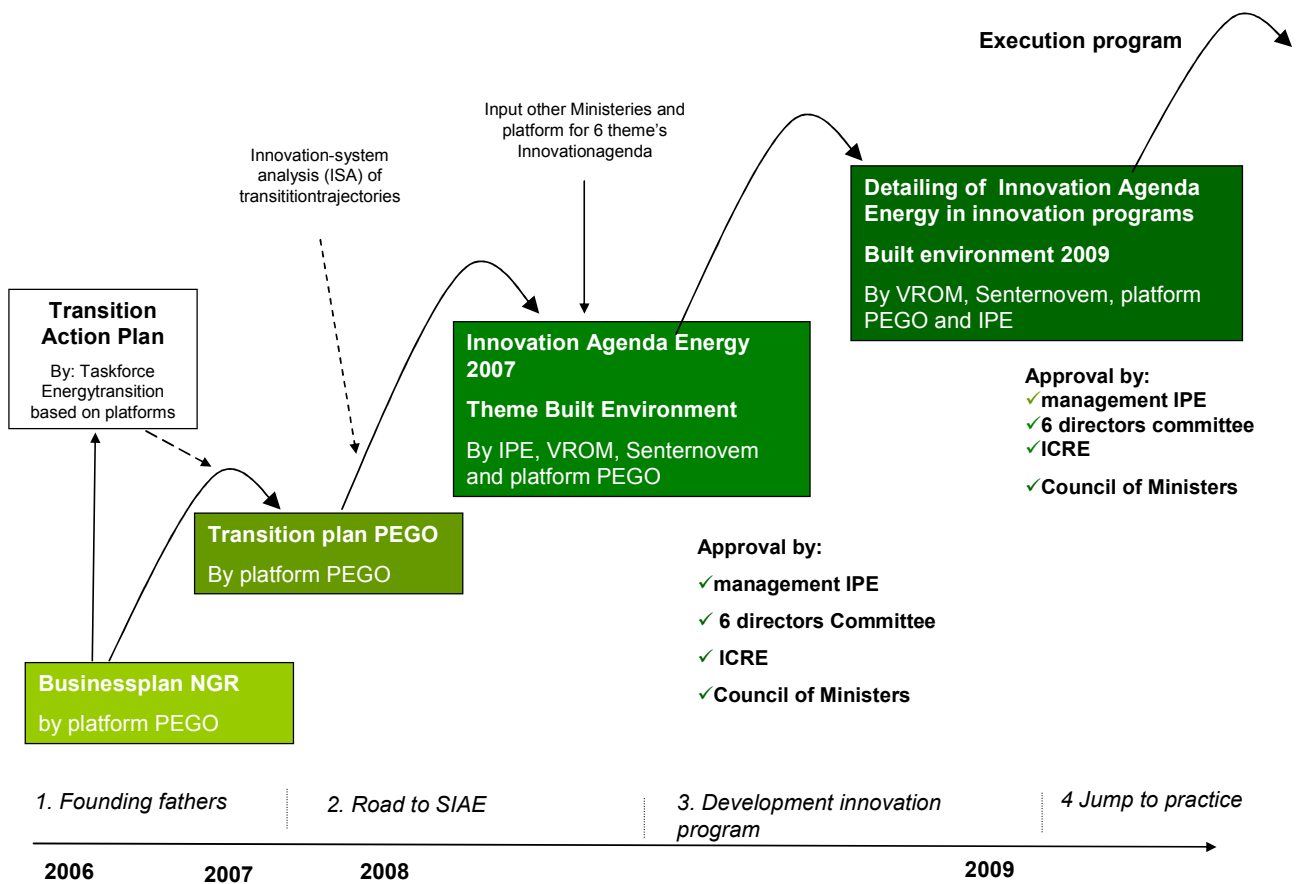 Execution program
Input other Ministeries and
platform for 6 theme's
Innovationagenda
Innovation-system
analysis (ISA) of
transititiontrajectories
Detailing of Innovation Agenda
Energy in innovation programs
Built environment 2009
By VROM, Senternovem, platform
PEGO and IPE
Transition
Action Plan
By: Taskforce
Energytransition
based on platforms
Innovation Agenda Energy
2007
Theme Built Environment
By IPE, VROM, Senternovem
and platform PEGO
Approval by:
✓management IPE
✓6 directors committee
✓ICRE
✓Council of Ministers
Transition plan PEGO
By platform PEGO
Approval by:
✓management IPE
✓ 6 directors Committee
✓ ICRE
✓Council of Ministers
Businessplan NGR
by platform PEGO
1. Founding fathers
2. Road to SIAE
3. Development innovation
program
4 Jump to practice
2006
2007
2008
2009